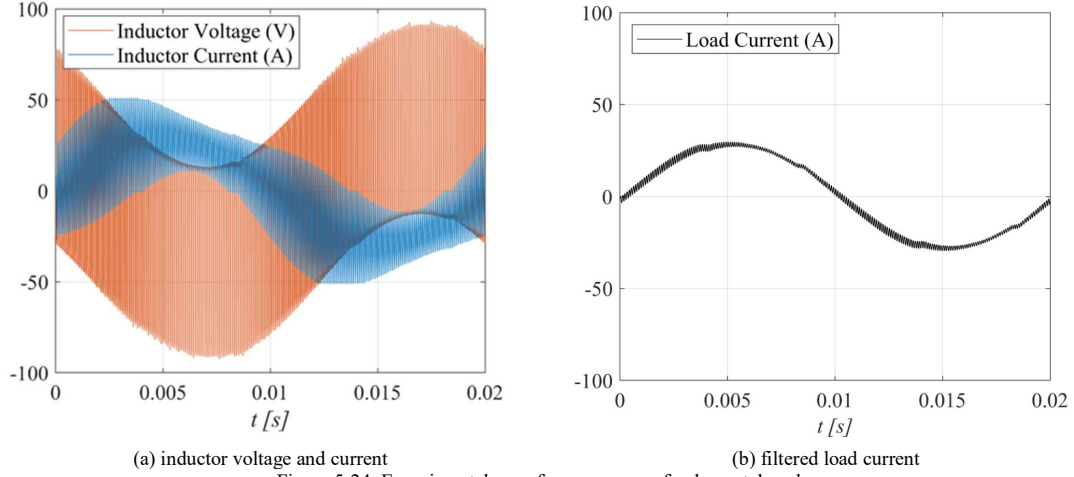 100
50
0
-50
-100
Inductor Voltage (V)
Inductor Current (A)
0
0.005
0.01
0.015
0.02
t [s]
(a) inductor voltage and current
100
50
0
-50
-100
Load Current (A)
0
0.005
0.01
0.015
0.02
t [s]
(b) filtered load current